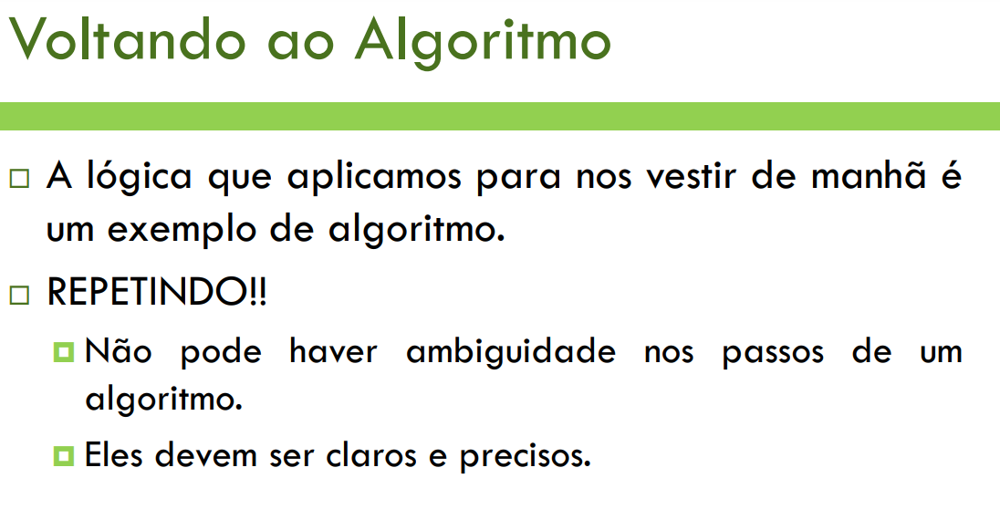 Voltando ao Algoritmo
A lógica que aplicamos para nos vestir de manhã é
um exemplo de algoritmo.
REPETINDO!!
Não pode haver ambiguidade nos passos de um
algoritmo.
Eles devem ser claros e precisos.